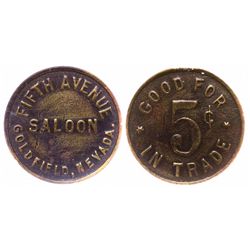 FIFTH AVENUE
SALOON
GOLDFIELD, NEVADA.
GOOD FOR
5¢
IN TRADE